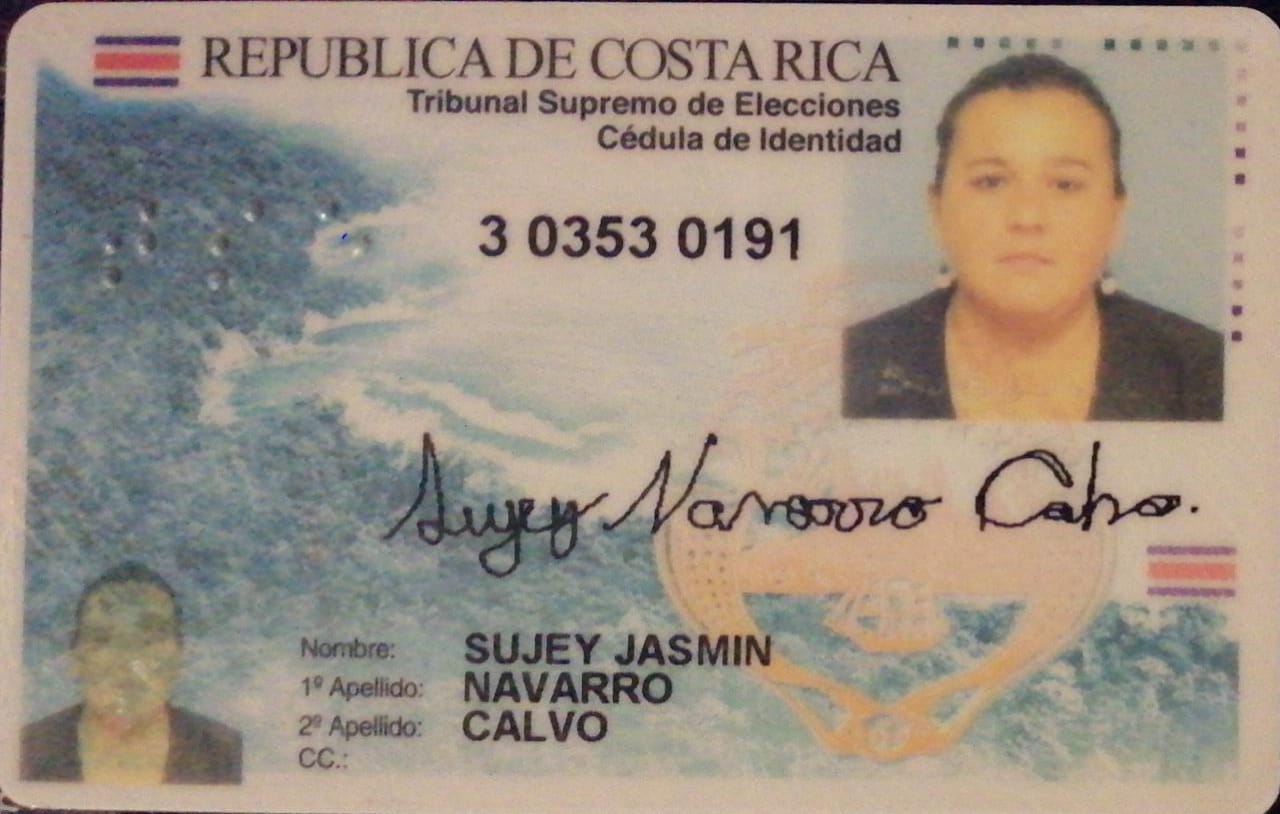 REPUBLICA DE COSTA RICA
Tribunal Supremo de Elecciones
Cédula de Identidad
3 0353 0191
Sujey Navarro Calvo.
Nombre: SUJEY JASMIN
1º Apellido: NAVARRO
2º Apellido: CALVO
CC.: